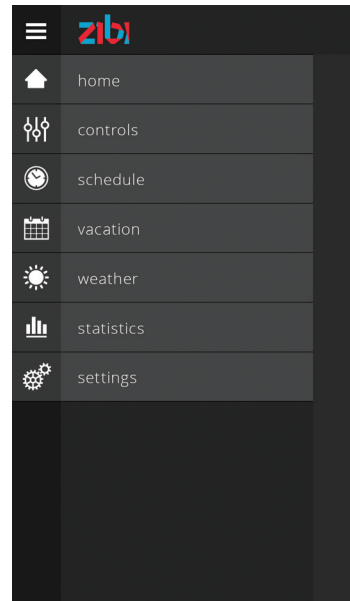 zibi
home
controls
schedule
vacation
weather
statistics
settings